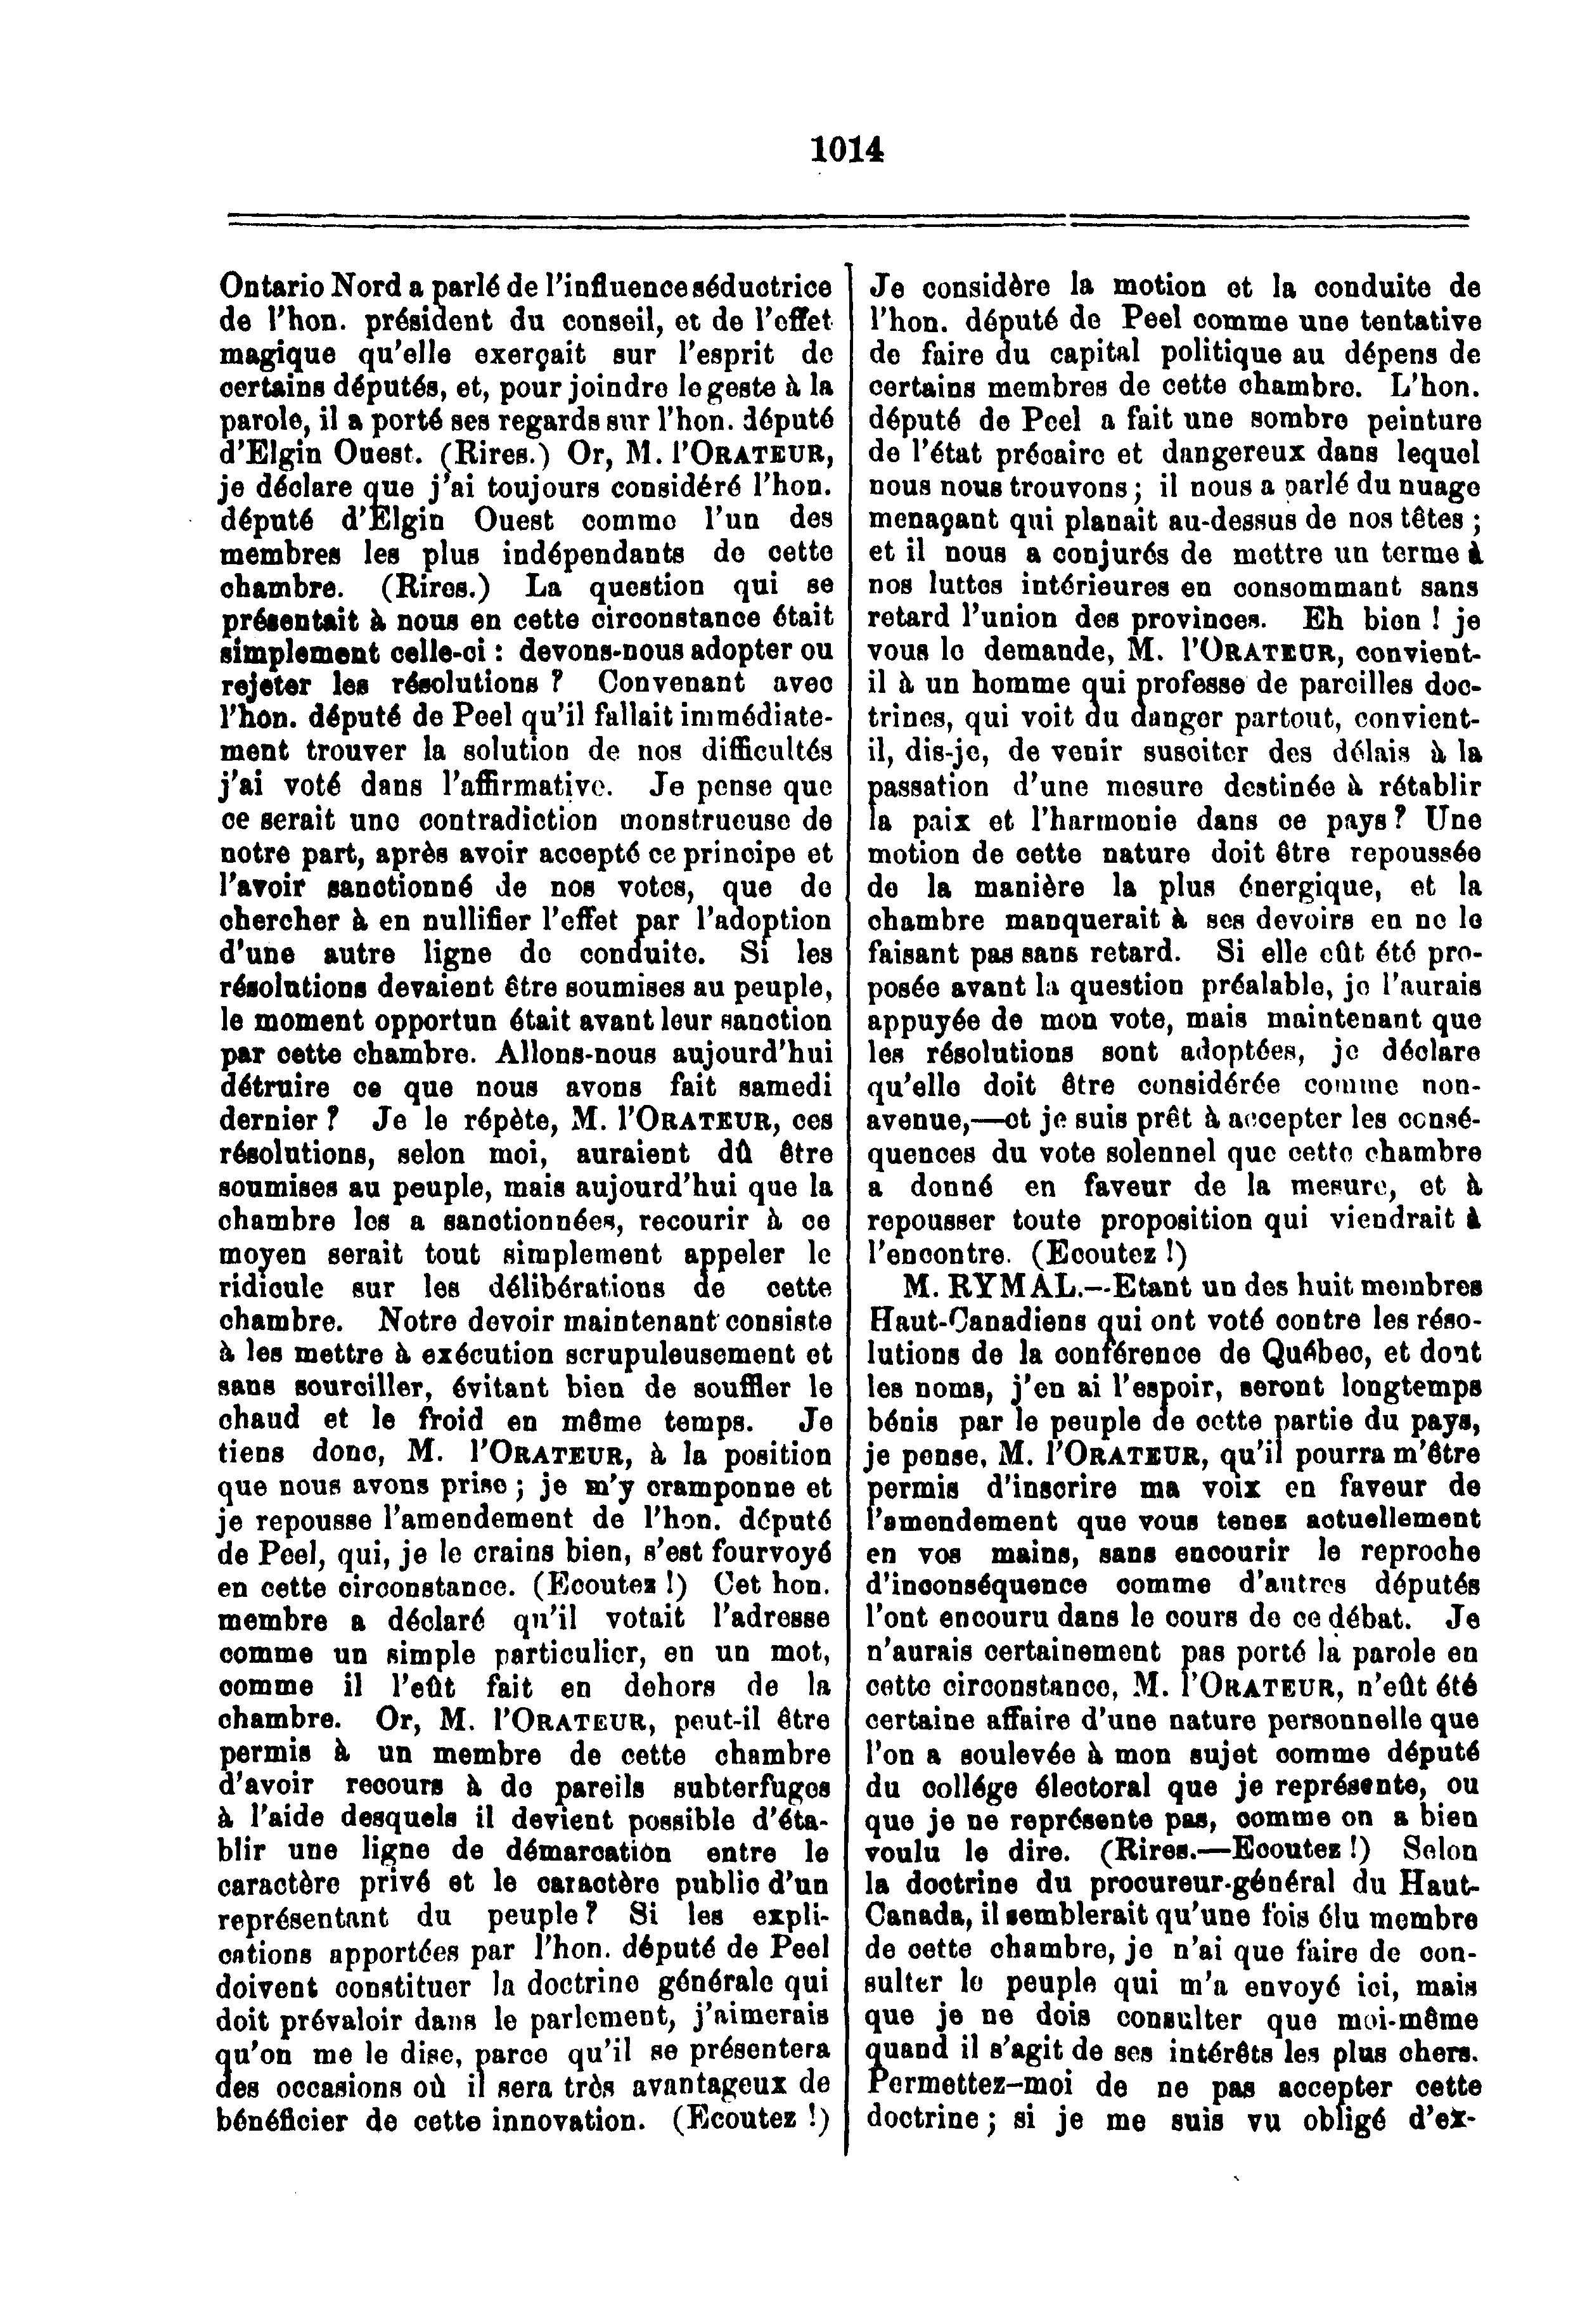 1014
Ontario Nord a parlé de l'influence séductrice
de l'hon. président du conseil, et de l'effet
magique qu'elle exerçait sur l'esprit de
certains députés, et, pour joindre le geste à la
parole, il a porté ses regards sur l'hon. député
d'Elgin Ouest. (Rires.) Or, M. l'ORATEUR,
je déclare que j'ai toujours considéré l'hon.
député d'Elgin Ouest comme l'un des
membres les plus indépendants de cette
chambre. (Rires.) La question qui se
présentait à nous en cette circonstance était
simplement celle-ci : devons-nous adopter ou
rejeter les résolutions ? Convenant avec
l'hon. député de Peel qu'il fallait immédiate-
ment trouver la solution de nos difficultés
j'ai voté dans l'affirmative. Je pense que
ce serait une contradiction monstrueuse de
notre part, après avoir accepté ce principe et
l'avoir sanctionné de nos votes, que de
chercher à en nullifier l'effet par l'adoption
d'une autre ligne de conduite. Si les
résolutions devaient être soumises au peuple,
le moment opportun était avant leur sanction
par cette chambre. Allons-nous aujourd'hui
détruire ce que nous avons fait samedi
dernier ? Je le répète, M. l'ORATEUR, ces
résolutions, selon moi, auraient dû être
soumises au peuple, mais aujourd'hui que la
chambre les a sanctionnées, recourir à ce
moyen serait tout simplement appeler le
ridicule sur les délibérations de cette
chambre. Notre devoir maintenant consiste
à les mettre à exécution scrupuleusement et
sans sourciller, évitant bien de souffler le
chaud et le froid en même temps. Je
tiens donc, M. l'ORATEUR, à la position
que nous avons prise ; je m'y cramponne et
je repousse l'amendement de l'hon. député
de Peel, qui, je le crains bien, s'est fourvoyé
en cette circonstance. (Ecoutez !) Cet hon.
membre a déclaré qu'il votait l'adresse
comme un simple particulier, en un mot,
comme il l'eût fait en dehors de la
chambre. Or, M. l'ORATEUR, peut-il être
permis à un membre de cette chambre
d'avoir recours à de pareils subterfuges
à l'aide desquels il devient possible d'éta-
blir une ligne de démarcation entre le
caractère privé et le caractère public d'un
représentant du peuple ? Si les expli-
cations apportées par l'hon. député de Peel
doivent constituer la doctrine générale qui
doit prévaloir dans le parlement, j'aimerais
qu'on me le dise, parce qu'il se présentera
des occasions où il sera très avantageux de
bénéficier de cette innovation. (Ecoutez !)
Je considère la motion et la conduite de
l'hon. député de Peel comme une tentative
de faire du capital politique au dépens de
certains membres de cette chambre. L'hon.
député de Peel a fait une sombre peinture
de l'état précaire et dangereux dans lequel
nous nous trouvons ; il nous a parlé du nuage
menaçant qui planait au-dessus de nos têtes ;
et il nous a conjurés de mettre un terme à
nos luttes intérieures en consommant sans
retard l'union des provinces. Eh bien ! je
vous le demande, M. l'ORATEUR, convient-
il à un homme qui professe de pareilles doc-
trines, qui voit du danger partout, convient-
il, dis-je, de venir susciter des délais à la
passation d'une mesure destinée à rétablir
la paix et l'harmonie dans ce pays ? Une
motion de cette nature doit être repoussée
de la manière la plus énergique, et la
chambre manquerait à ses devoirs en ne le
faisant pas sans retard. Si elle eût été pro-
posée avant la question préalable, je l'aurais
appuyée de mon vote, mais maintenant que
les résolutions sont adoptées, je déclare
qu'elle doit être considérée comme non-
avenue,—et je suis prêt à accepter les consé-
quences du vote solennel que cette chambre
a donné en faveur de la mesure, et à
repousser toute proposition qui viendrait à
l'encontre. (Ecoutez !)
M. RYMAL.—Etant un des huit membres
Haut-Canadiens qui ont voté contre les réso-
lutions de la conférence de Québec, et dont
les noms, j'en ai l'espoir, seront longtemps
bénis par le peuple de cette partie du pays,
je pense, M. l'ORATEUR, qu'il pourra m'être
permis d'inscrire ma voix en faveur de
l'amendement que vous tenez actuellement
en vos mains, sans encourir le reproche
d'inconséquence comme d'autres députés
l'ont encouru dans le cours de ce débat. Je
n'aurais certainement pas porté la parole en
cette circonstance, M. l'ORATEUR, n'eût été
certaine affaire d'une nature personnelle que
l'on a soulevée à mon sujet comme député
du collége électoral que je représente, ou
que je ne représente pas, comme on a bien
voulu le dire. (Rires.—Ecoutez !) Selon
la doctrine du procureur-général du Haut-
Canada, il semblerait qu'une fois élu membre
de cette chambre, je n'ai que faire de con-
sulter le peuple qui m'a envoyé ici, mais
que je ne dois consulter que moi-même
quand il s'agit de ses intérêts les plus chers.
Permettez-moi de ne pas accepter cette
doctrine ; si je me suis vu obligé d'ex-